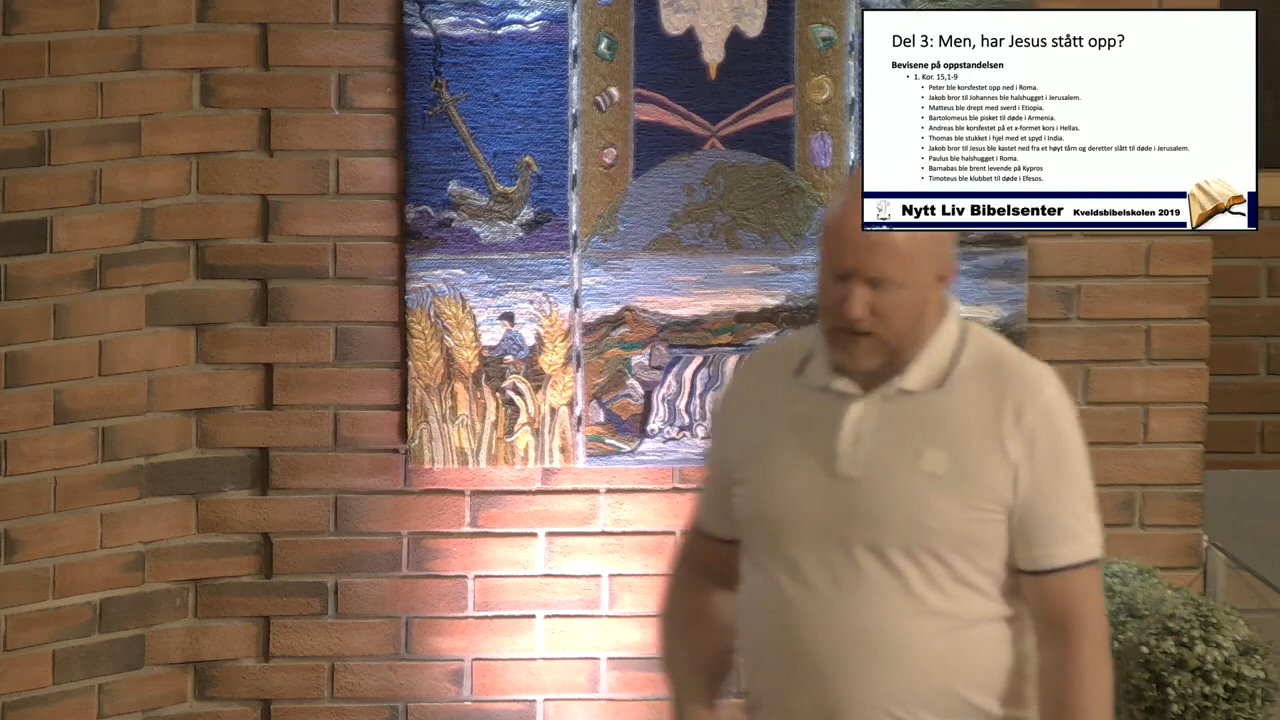 Del 3: Men, har Jesus stått opp?
Bevisene på oppstandelsen
• 1. Kor. 15,1-9
• Peter ble korsfestet opp ned i Roma.
• Jakob bror til Johannes ble halshugget i Jerusalem.
• Matteus ble drept med sverd i Etiopia.
• Bartolomeus ble pisket til døde i Armenia.
• Andreas ble korsfestet på et x-formet kors i Hellas.
• Thomas ble stukket i hjel med et spyd i India.
• Jakob bror til Jesus ble kastet ned fra et høyt tårn og deretter slått til døde i Jerusalem.
• Paulus ble halshugget i Roma.
• Barnabas ble brent levende på Kypros
• Timoteus ble klubbet til døde i Efesos.
Nytt Liv Bibelsenter Kveldsbibelskolen 2019